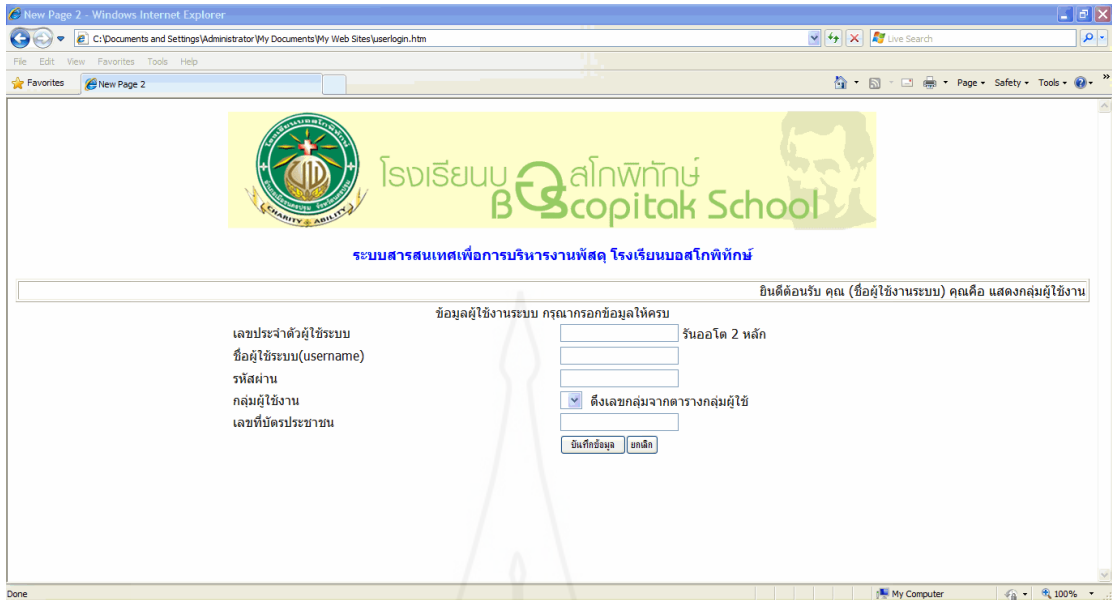 New Page 2 - Windows Internet Explorer
C:\Documents and Settings\Administrator\My Documents\My Web Sites\userlogin.htm
Live Search
File Edit View Favorites Tools Help
Favorites New Page 2 Page Safety Tools
CHARITY ABILITY
โรงเรียนบอสโกพิทักษ์
Boscopitak School
ระบบสารสนเทศเพื่อการบริหารงานพัสดุ โรงเรียนบอสโกพิทักษ์
ยินดีต้อนรับ คุณ (ชื่อผู้ใช้งานระบบ) คุณคือ แสดงกลุ่มผู้ใช้งาน
ข้อมูลผู้ใช้งานระบบ กรุณากรอกข้อมูลให้ครบ
เลขประจำตัวผู้ใช้ระบบ รันออโต 2 หลัก
ชื่อผู้ใช้ระบบ(username)
รหัสผ่าน
กลุ่มผู้ใช้งาน ดึงเลขกลุ่มจากตารางกลุ่มผู้ใช้
เลขที่บัตรประชาชน
บันทึกข้อมูล ยกเลิก
Done My Computer 100%